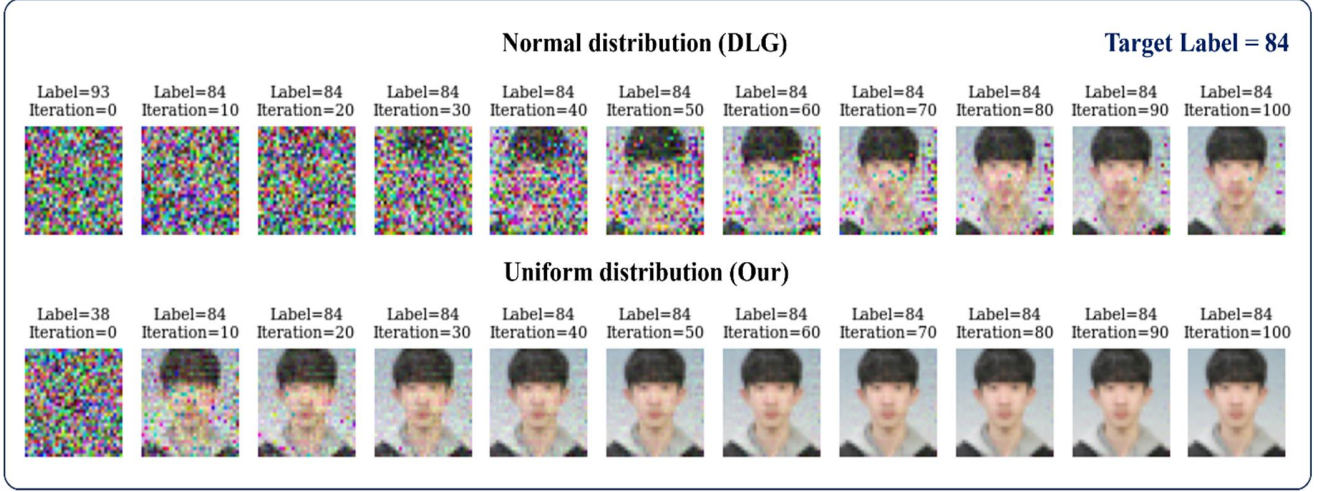 Normal distribution (DLG)
Target Label = 84
Label=93 Label=84 Label=84 Label=84 Label=84 Label=84 Label=84 Label=84 Label=84 Label=84 Label=84
Iteration=0 Iteration=10 Iteration=20 Iteration=30 Iteration=40 Iteration=50 Iteration=60 Iteration=70 Iteration=80 Iteration=90 Iteration=100
Uniform distribution (Our)
Label=38 Label=84 Label=84 Label=84 Label=84 Label=84 Label=84 Label=84 Label=84 Label=84 Label=84
Iteration=0 Iteration=10 Iteration=20 Iteration=30 Iteration=40 Iteration=50 Iteration=60 Iteration=70 Iteration=80 Iteration=90 Iteration=100